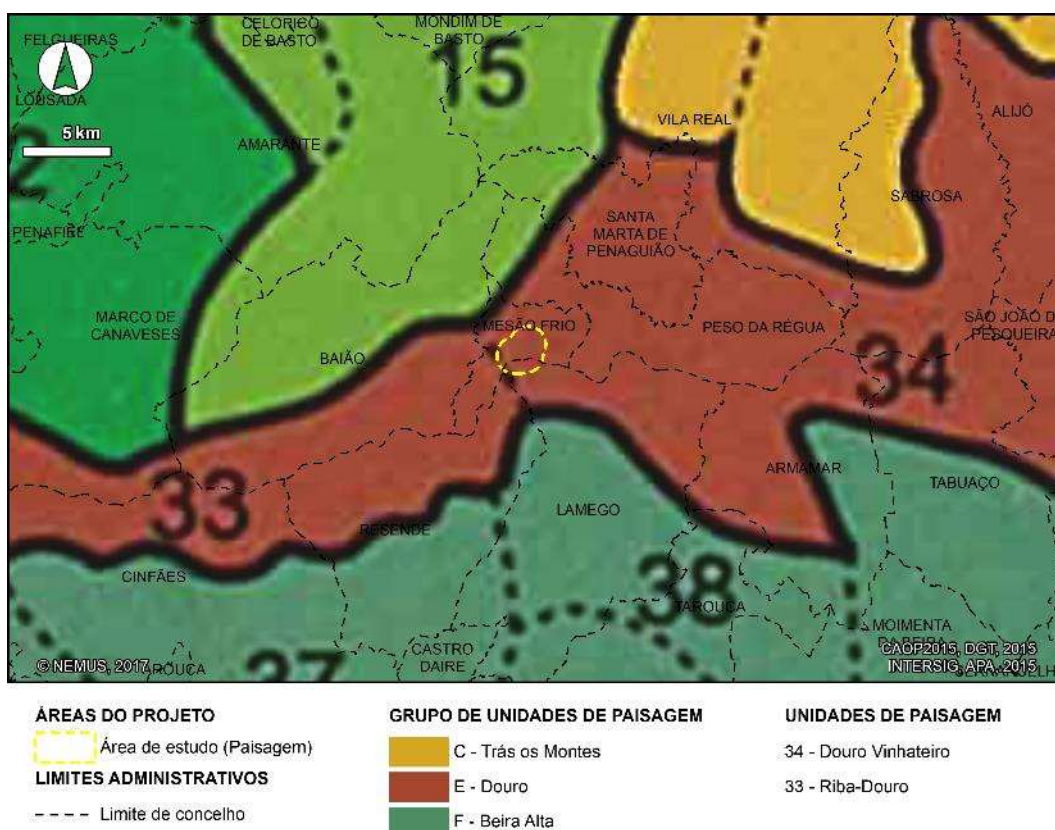 FELGUEIRAS
CELORICO
DE BASTO
MONDIM DE
BASTO
15
LOUSADA
5 km
2
AMARANTE
VILA REAL
ALIJÓ
SABROSA
PENAFIEL
SANTA
MARTA DE
PENAGUIÃO
MARCO DE
CANAVESES
BAIÃO
MESÃO FRIO
PESO DA RÉGUA
SÃO JOÃO D
PESQUEIRA
34
33
ARMAMAR
TABUAÇO
LAMEGO
RESENDE
CINFÃES
38
TAROUCA
MOIMENTA
DA BEIRA
37
CASTRO
DAIRE
© NEMUS, 2017
ROUCA
CAOP2015, DGT, 2015
INTERSIG, APA, 2015
ÁREAS DO PROJETO
Área de estudo (Paisagem)
LIMITES ADMINISTRATIVOS
Limite de concelho
GRUPO DE UNIDADES DE PAISAGEM
C - Trás os Montes
E - Douro
F - Beira Alta
UNIDADES DE PAISAGEM
34 - Douro Vinhateiro
33 - Riba-Douro